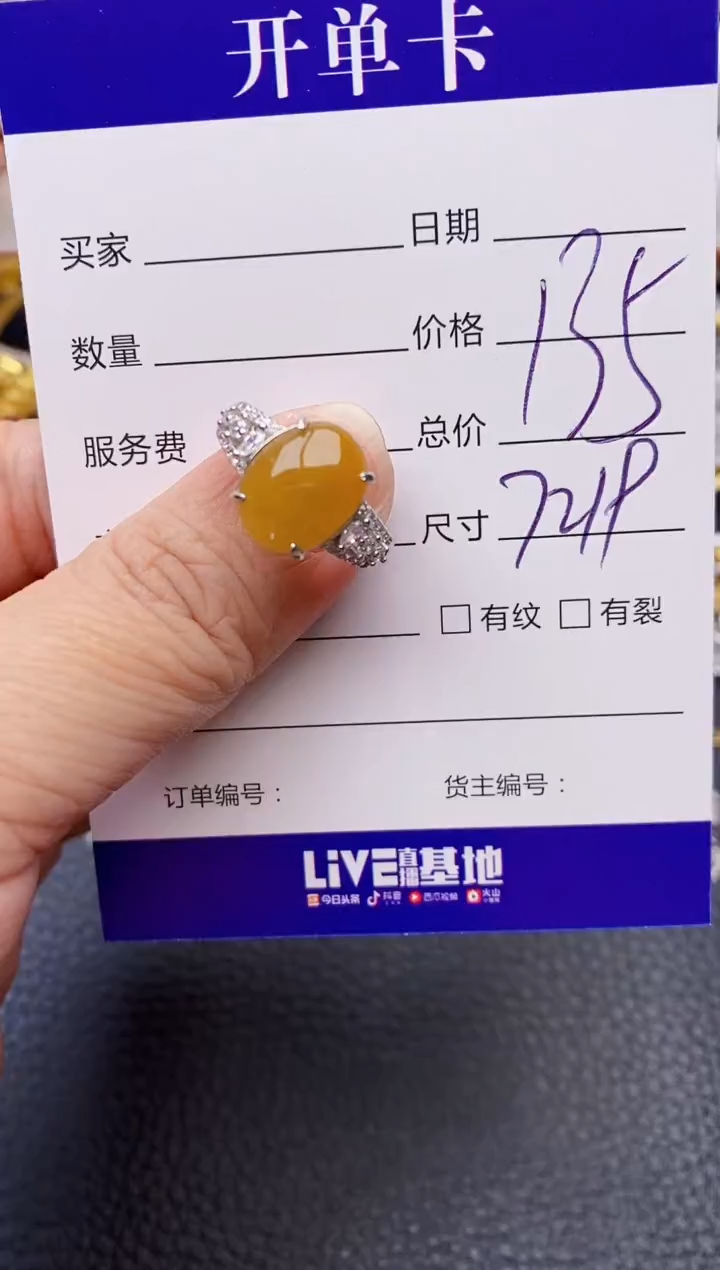 开单卡
买家 日期
数量 价格 135
服务费 总价
尺寸
□有纹 □有裂
订单编号： 货主编号：
LIVE直播基地
今日头条 抖音 西瓜视频 火山